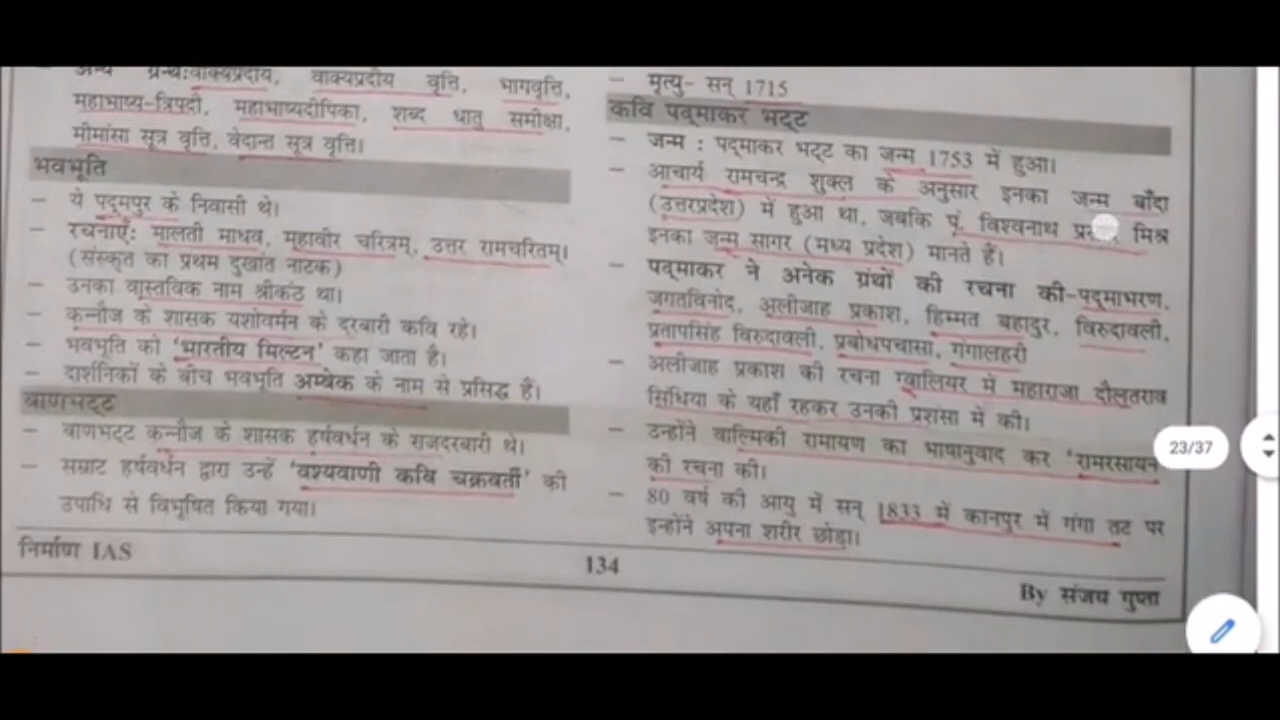 अन्य ग्रन्थ:वाक्यप्रदीय, वाक्यप्रदीय वृत्ति, भागवृत्ति,
महाभाष्य-त्रिपदी, महाभाष्यदीपिका, शब्द धातु समीक्षा,
मीमांसा सूत्र वृत्ति, वेदान्त सूत्र वृत्ति।
भवभूति
– ये पद्मपुर के निवासी थे।
– रचनाएँ: मालती माधव, महावीर चरित्रम्, उत्तर रामचरितम्।
(संस्कृत का प्रथम दुखांत नाटक)
– उनका वास्तविक नाम श्रीकंठ था।
– कन्नौज के शासक यशोवर्मन के दरबारी कवि रहे।
– भवभूति को 'भारतीय मिल्टन' कहा जाता है।
– दार्शनिकों के बीच भवभूति अम्बेक के नाम से प्रसिद्ध हैं।
बाणभट्ट
– बाणभट्ट कन्नौज के शासक हर्षवर्धन के राजदरबारी थे।
– सम्राट हर्षवर्धन द्वारा उन्हें 'वश्यवाणी कवि चक्रवर्ती' की
उपाधि से विभूषित किया गया।
– मृत्यु- सन् 1715
कवि पद्माकर भट्ट
– जन्म : पद्माकर भट्ट का जन्म 1753 में हुआ।
– आचार्य रामचन्द्र शुक्ल के अनुसार इनका जन्म बाँदा
(उत्तरप्रदेश) में हुआ था, जबकि पं. विश्वनाथ मिश्र
इनका जन्म सागर (मध्य प्रदेश) मानते हैं।
– पद्माकर ने अनेक ग्रंथों की रचना की-पद्माभरण,
जगतविनोद, अलीजाह प्रकाश, हिम्मत बहादुर, विरुदावली,
प्रतापसिंह विरुदावली, प्रबोधपचासा, गंगालहरी
– अलीजाह प्रकाश की रचना ग्वालियर में महाराजा दौलतराव
सिंधिया के यहाँ रहकर उनकी प्रशंसा में की।
– उन्होंने वाल्मिकी रामायण का भाषानुवाद कर 'रामरसायन
की रचना की।
– 80 वर्ष की आयु में सन् 1833 में कानपुर में गंगा तट पर
इन्होंने अपना शरीर छोड़ा।
निर्माण IAS
134
By संजय गुप्ता
23/37